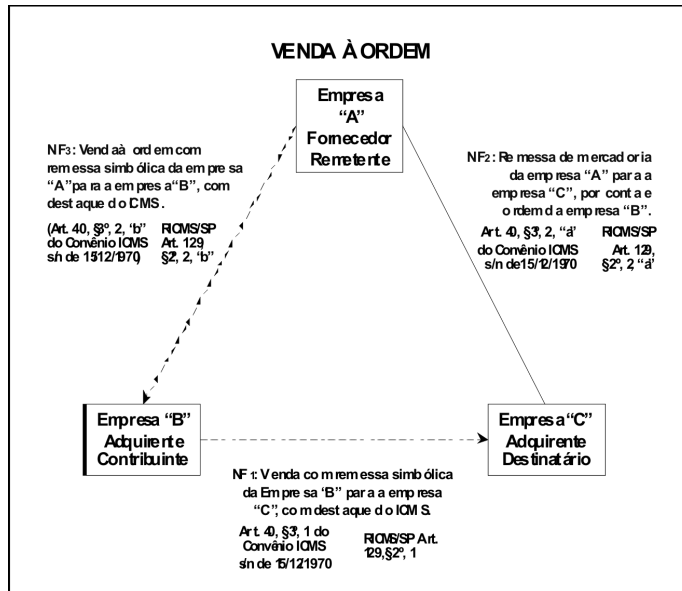 VENDA À ORDEM
Empresa
“A”
Fornecedor
Remetente
NF3: Venda à ordem com
remessa simbólica da empresa
“A” para a empresa “B”, com
destaque do ICMS.
(Art. 40, §3º, 2, ‘b’ RICMS/SP
do Convênio ICMS Art. 129,
s/n de 15/12/1970) §2º, 2, ‘b’
NF2: Remessa de mercadoria
da empresa “A” para a
empresa “C”, por conta e
ordem da empresa “B”.
Art. 40, §3º, 2, “a” RICMS/SP
do Convênio ICMS Art. 129,
s/n de 15/12/1970 §2º, 2, “a”
Empresa “B”
Adquirente
Contribuinte
Empresa “C”
Adquirente
Destinatário
NF 1: Venda com remessa simbólica
da Empresa ‘B” para a empresa
“C”, com destaque do ICMS.
Art. 40, §3º, 1 do
Convênio ICMS
s/n de 15/12/1970
RICMS/SP Art.
129, §2º, 1